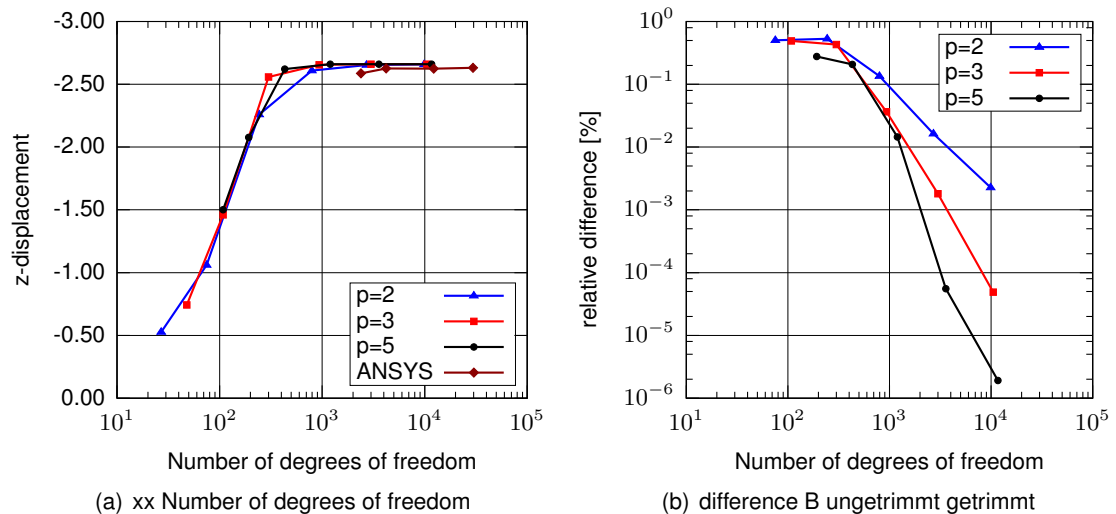 -3.00
-2.50
-2.00
-1.50
-1.00
-0.50
0.00
z-displacement
10^1 10^2 10^3 10^4 10^5
Number of degrees of freedom
p=2
p=3
p=5
ANSYS
(a) xx Number of degrees of freedom
10^0
10^-1
10^-2
10^-3
10^-4
10^-5
10^-6
relative difference [%]
10^1 10^2 10^3 10^4 10^5
Number of degrees of freedom
p=2
p=3
p=5
(b) difference B ungetrimmt getrimmt